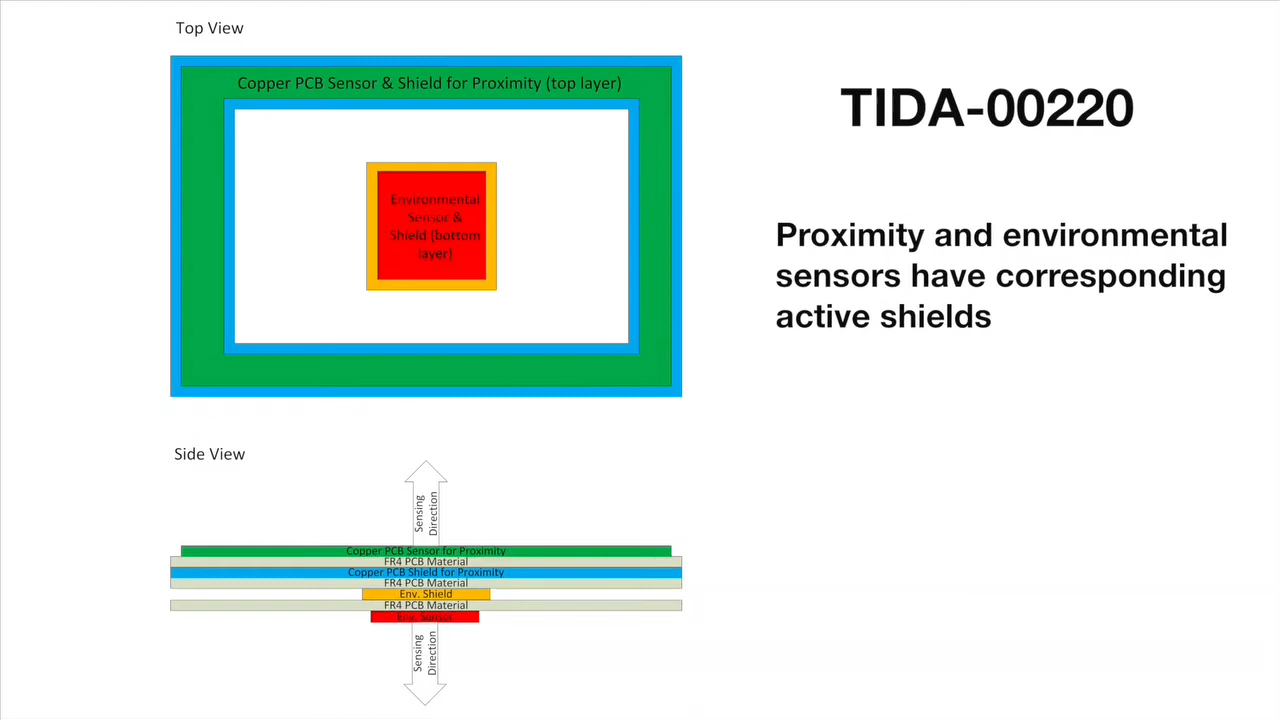 Top View
Copper PCB Sensor & Shield for Proximity (top layer)
Environmental
Sensor &
Shield (bottom
layer)
TIDA-00220
Proximity and environmental
sensors have corresponding
active shields
Side View
Sensing
Direction
Copper PCB Sensor for Proximity
FR4 PCB Material
Copper PCB Shield for Proximity
FR4 PCB Material
Env. Shield
FR4 PCB Material
Env. Sensor
Sensing
Direction